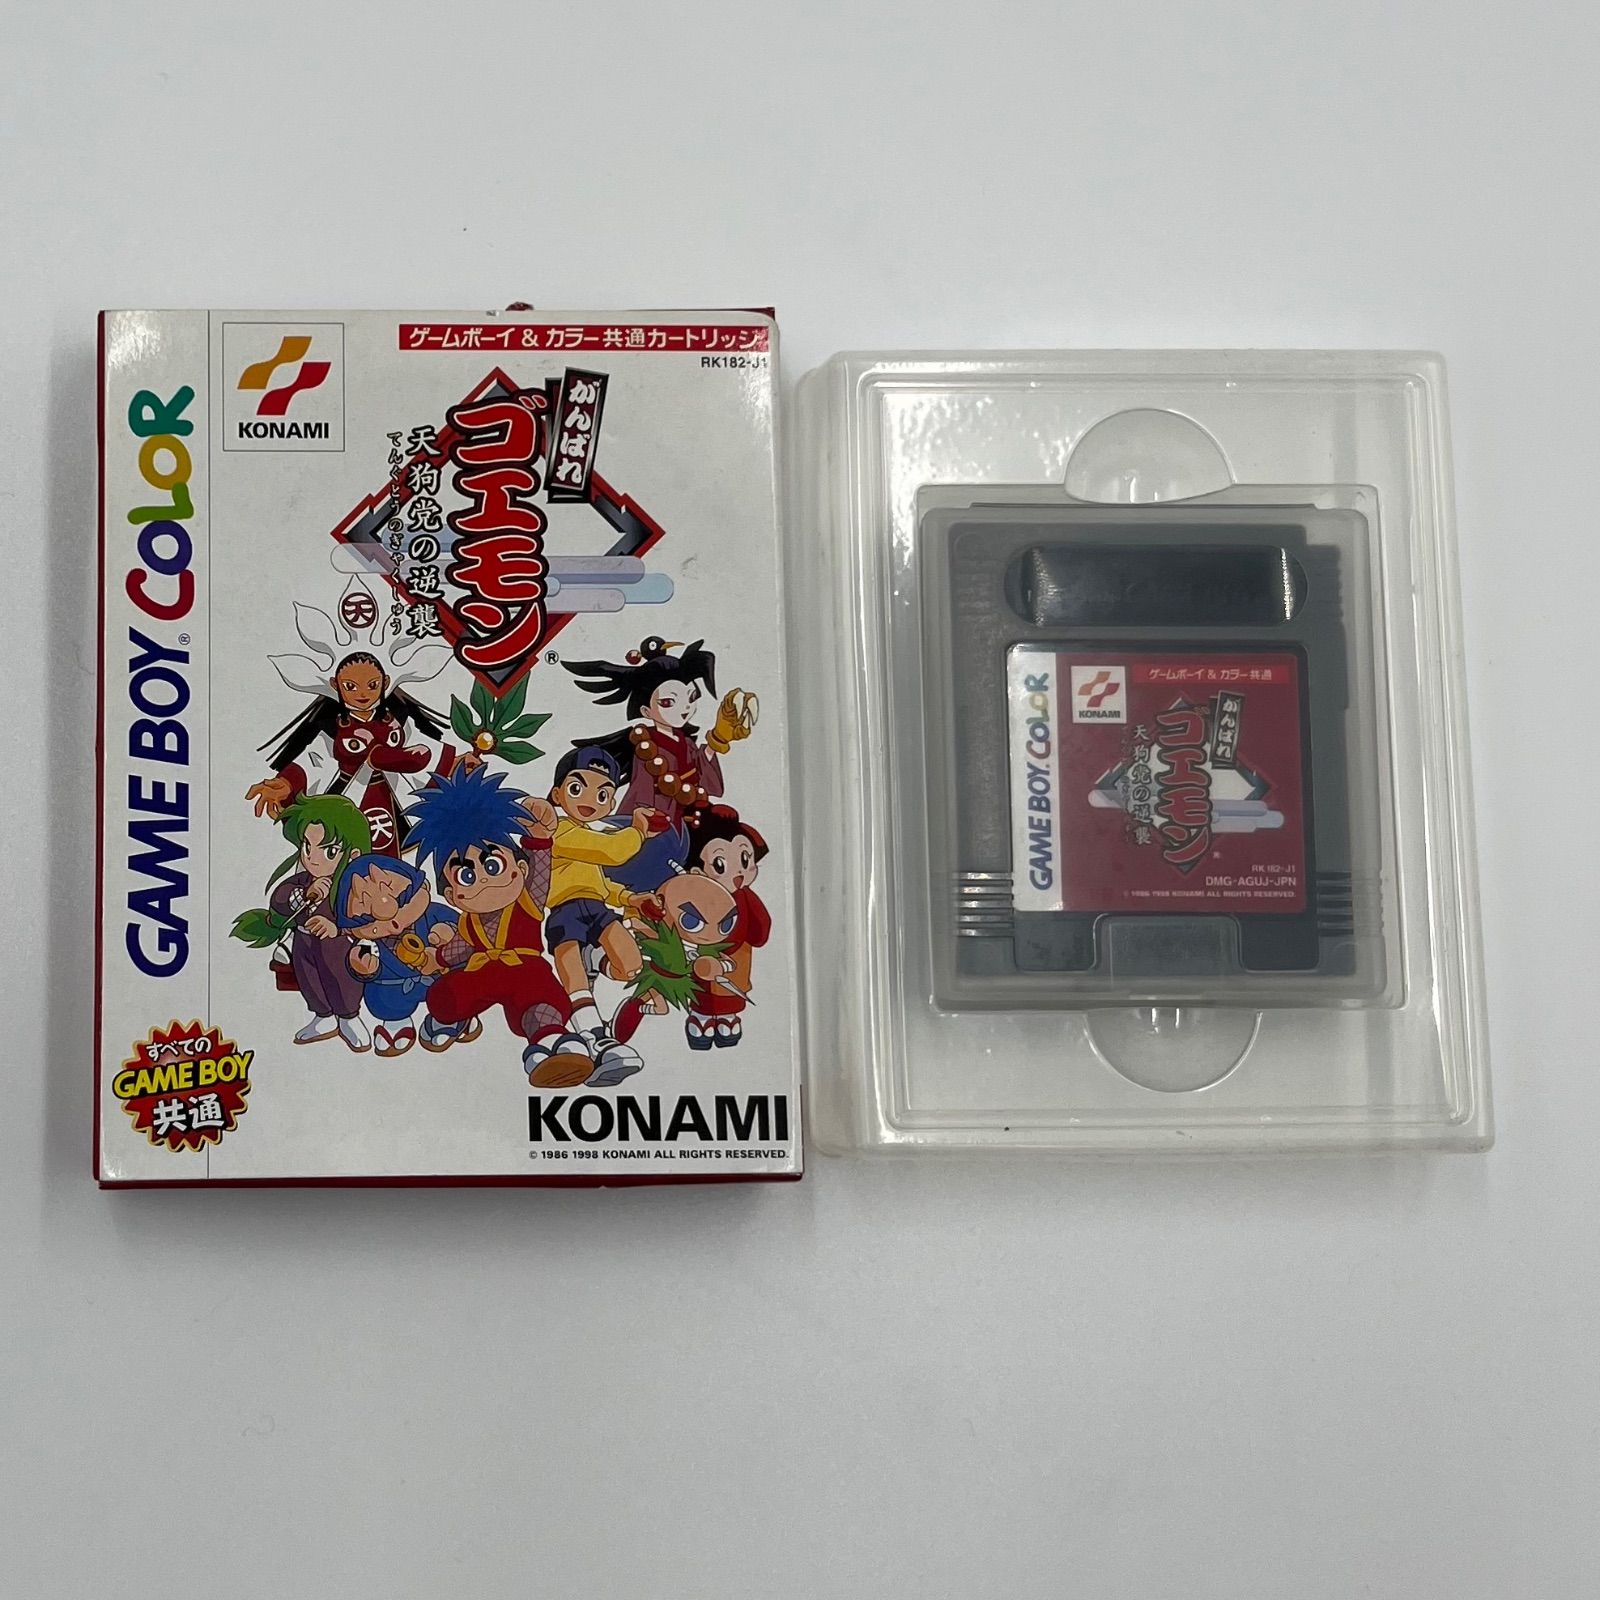 GAME BOY COLOR®
KONAMI
ゲームボーイ & カラー 共通カートリッジ
RK182-J1
がんばれ
ゴエモン®
天狗党の逆襲
てんぐとうのぎゃくしゅう
天
天
すべての
GAME BOY
共通
KONAMI
© 1986 1998 KONAMI ALL RIGHTS RESERVED.
GAME BOY COLOR
KONAMI
ゲームボーイ & カラー 共通
がんばれ
ゴエモン®
天狗党の逆襲
RK182-J1
DMG-AGUJ-JPN
© 1986 1998 KONAMI ALL RIGHTS RESERVED.